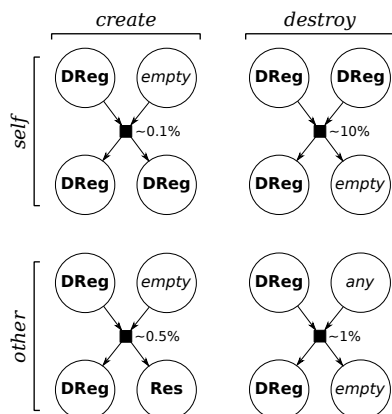 create destroy
DReg empty DReg DReg
self ~0.1% ~10%
DReg DReg DReg empty
DReg empty DReg any
other ~0.5% ~1%
DReg Res DReg empty